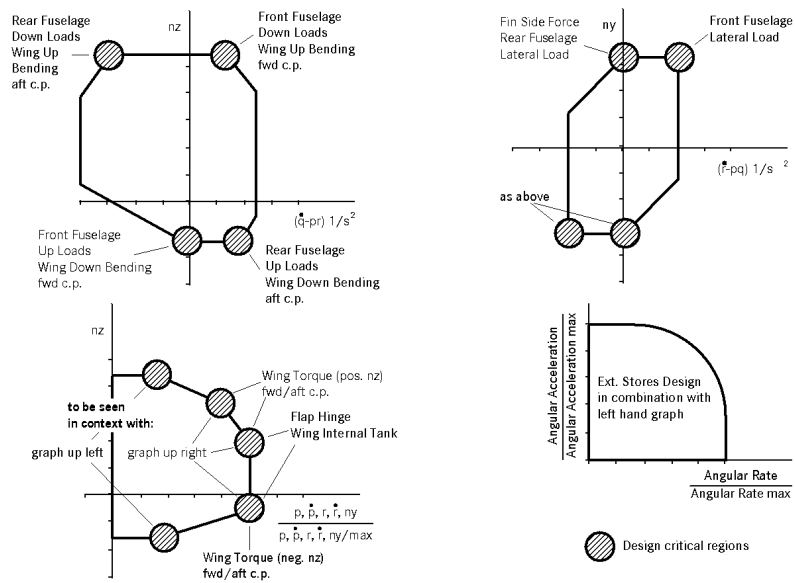 Rear Fuselage
Down Loads
Wing Up
Bending
aft c.p.
nz
Front Fuselage
Down Loads
Wing Up Bending
fwd c.p.
(q̇-pr) 1/s²
Front Fuselage
Up Loads
Wing Down Bending
fwd c.p.
Rear Fuselage
Up Loads
Wing Down Bending
aft c.p.
Fin Side Force
Rear Fuselage
Lateral Load
ny
Front Fuselage
Lateral Load
(ṙ-pq) 1/s ²
as above
nz
to be seen
in context with:
graph up left
graph up right
Wing Torque (pos. nz)
fwd/aft c.p.
Flap Hinge
Wing Internal Tank
p, ṗ, r, ṙ, ny
p, ṗ, r, ṙ, ny/max
Wing Torque (neg. nz)
fwd/aft c.p.
Angular Acceleration
Angular Acceleration max
Ext. Stores Design
in combination with
left hand graph
Angular Rate
Angular Rate max
Design critical regions